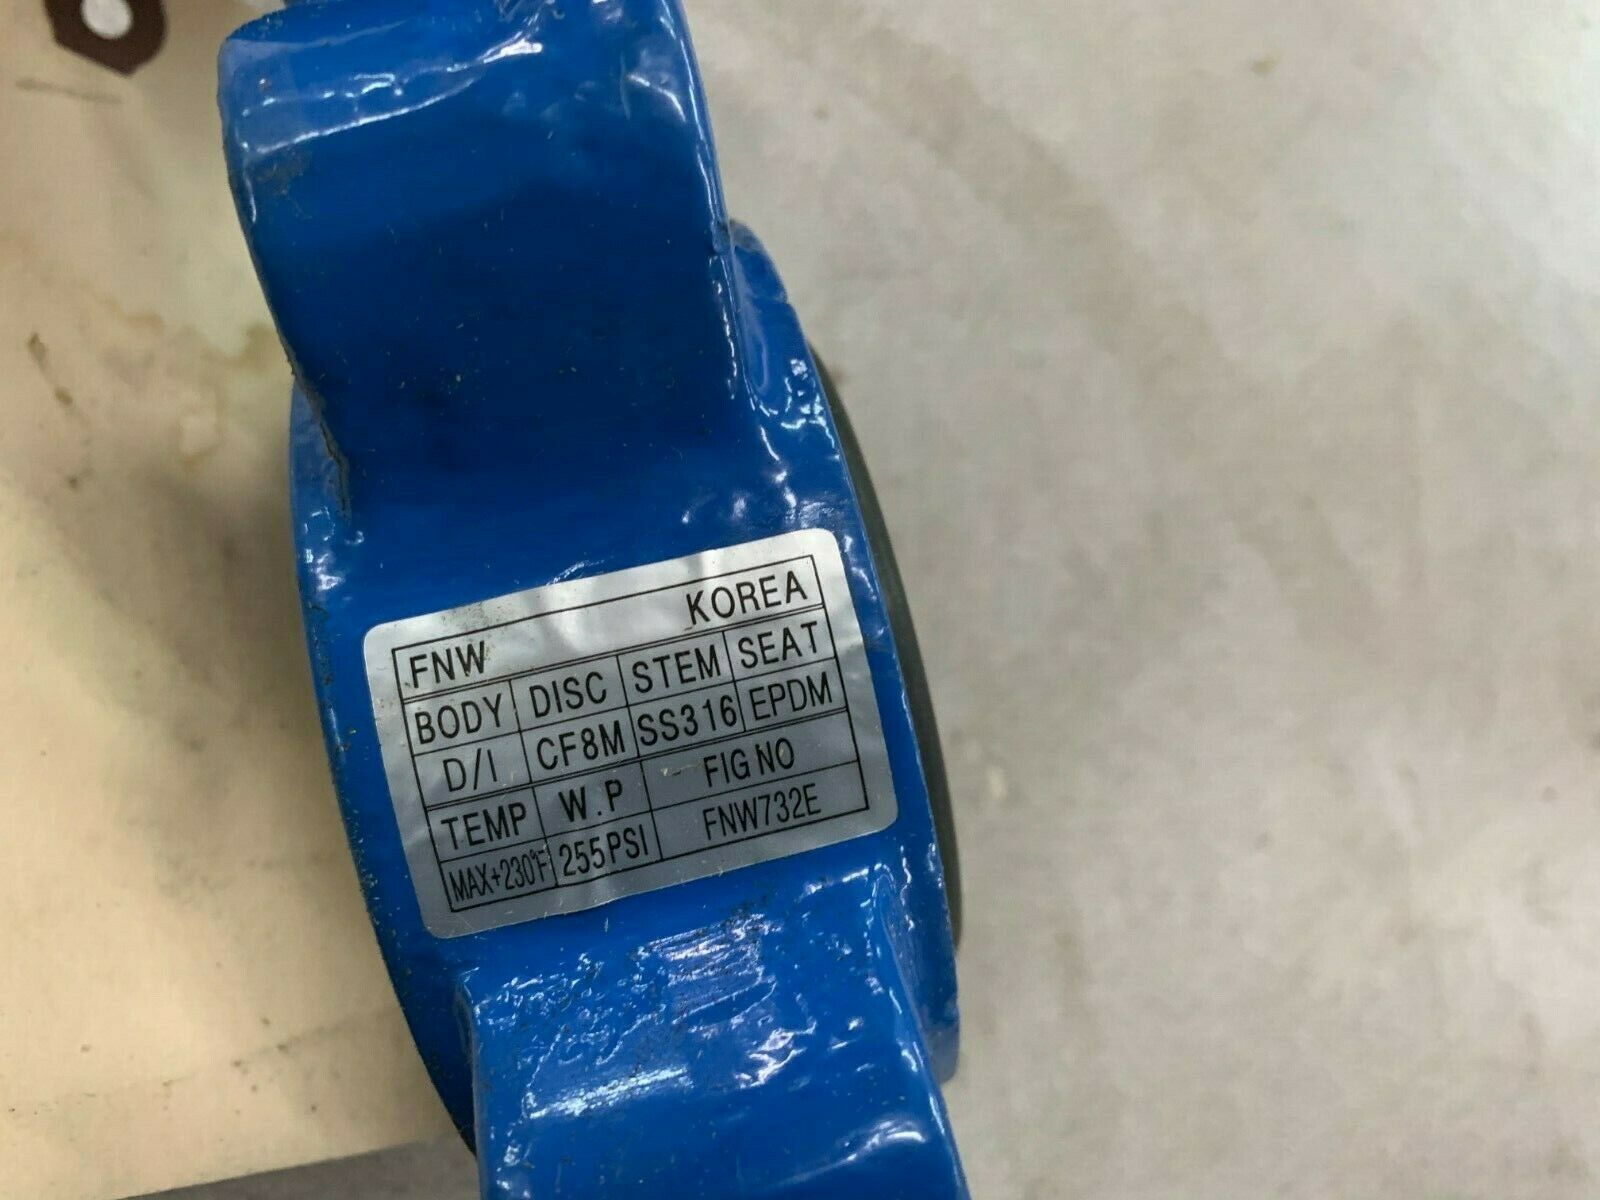 FNW KOREA
BODY DISC STEM SEAT
D/I CF8M SS316 EPDM
TEMP W.P FIG NO
MAX+230°F 255PSI FNW732E